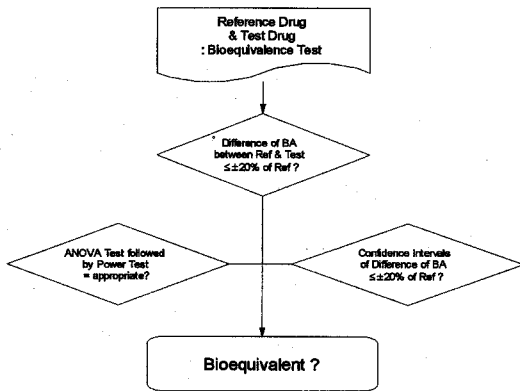 Reference Drug
& Test Drug
: Bioequivalence Test
Difference of BA
between Ref & Test
≤±20% of Ref ?
ANOVA Test followed
by Power Test
= appropriate?
Confidence Intervals
of Difference of BA
≤±20% of Ref ?
Bioequivalent ?